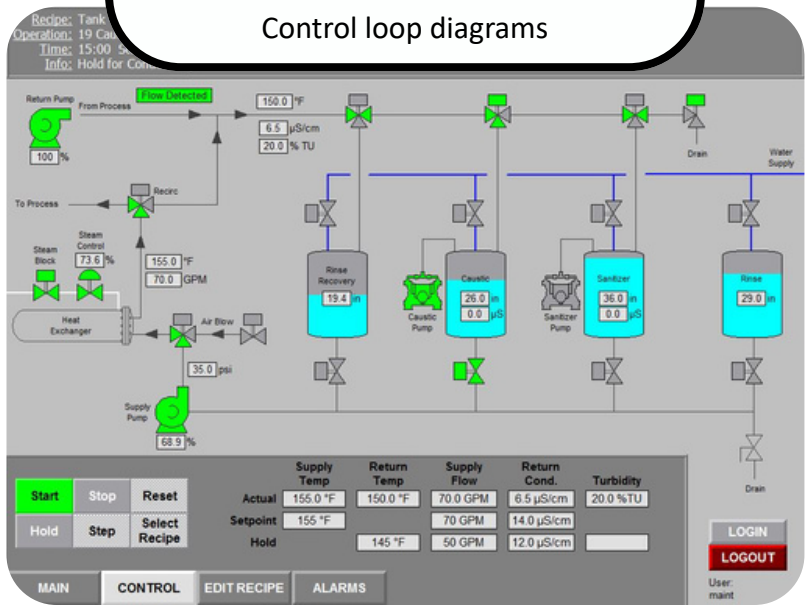 Control loop diagrams
Recipe: Tank
Operation: 19
Time: 15:00
Info: Hold for
Return Pump
From Process
Flow Detected
150.0 °F
6.5 µS/cm
20.0 % TU
100 %
Drain
Water
Supply
To Process
Recirc
Steam
Block
Steam
Control
73.6 %
155.0 °F
70.0 GPM
Heat
Exchanger
Air Blow
35.0 psi
Supply
Pump
68.9 %
Rinse
Recovery
19.4 in
Caustic
Pump
Caustic
26.0 in
0.0 µS
Sanitizer
Pump
Sanitizer
36.0 in
0.0 µS
Rinse
29.0 in
Drain
Start Stop Reset
Hold Step Select
Recipe
Supply Temp Return Temp Supply Flow Return Cond. Turbidity
Actual 155.0 °F 150.0 °F 70.0 GPM 6.5 µS/cm 20.0 %TU
Setpoint 155 °F 70 GPM 14.0 µS/cm
Hold 145 °F 50 GPM 12.0 µS/cm
LOGIN
LOGOUT
User:
maint
MAIN CONTROL EDIT RECIPE ALARMS